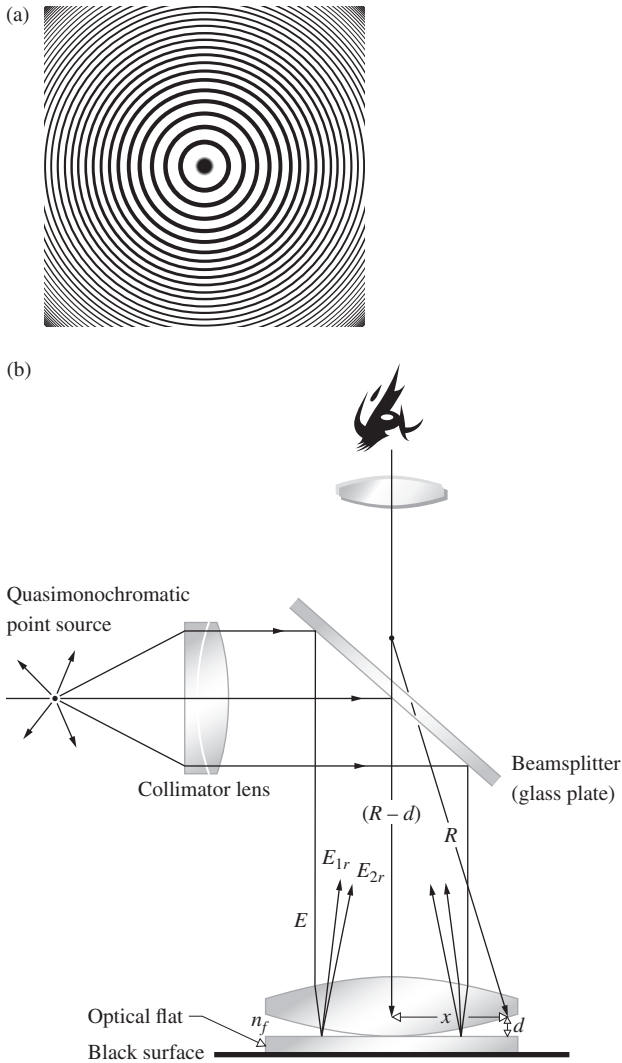 (a)
(b)
Quasimonochromatic
point source
Collimator lens
Beamsplitter
(glass plate)
(R – d)
R
E1r
E2r
E
x
d
nf
Optical flat
Black surface